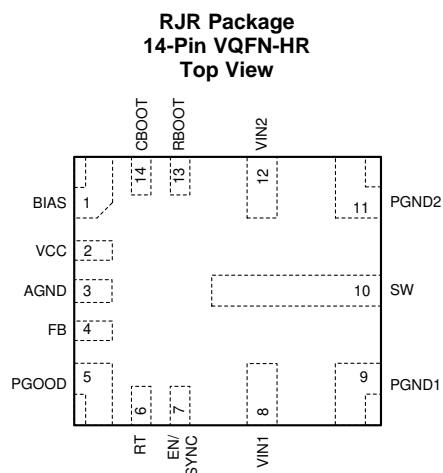 RJR Package
14-Pin VQFN-HR
Top View
CBOOT
RBOOT
VIN2
14
13
12
BIAS
1
11
PGND2
VCC
2
AGND
3
10
SW
FB
4
PGOOD
5
9
PGND1
6
7
8
RT
EN/
SYNC
VIN1